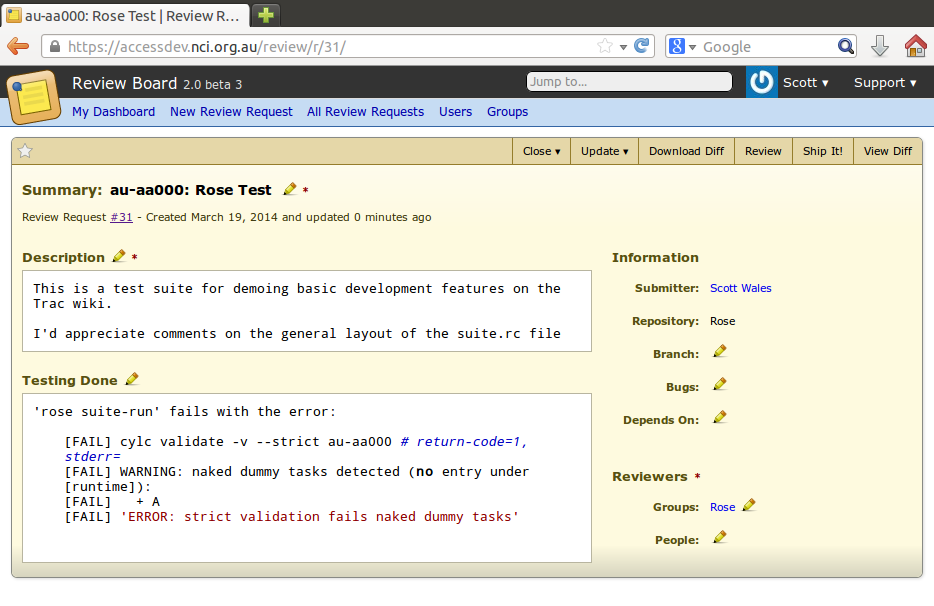 au-aa000: Rose Test | Review R...
https://accessdev.nci.org.au/review/r/31/
8 Google
Review Board 2.0 beta 3
Jump to...
Scott ▾ Support ▾
My Dashboard New Review Request All Review Requests Users Groups
Close ▾ Update ▾ Download Diff Review Ship It! View Diff
Summary: au-aa000: Rose Test *
Review Request #31 - Created March 19, 2014 and updated 0 minutes ago
Description *
This is a test suite for demoing basic development features on the
Trac wiki.
I'd appreciate comments on the general layout of the suite.rc file
Testing Done
'rose suite-run' fails with the error:
[FAIL] cylc validate -v --strict au-aa000 # return-code=1,
stderr=
[FAIL] WARNING: naked dummy tasks detected (no entry under
[runtime]):
[FAIL]   + A
[FAIL] 'ERROR: strict validation fails naked dummy tasks'
Information
Submitter: Scott Wales
Repository: Rose
Branch:
Bugs:
Depends On:
Reviewers *
Groups: Rose
People: